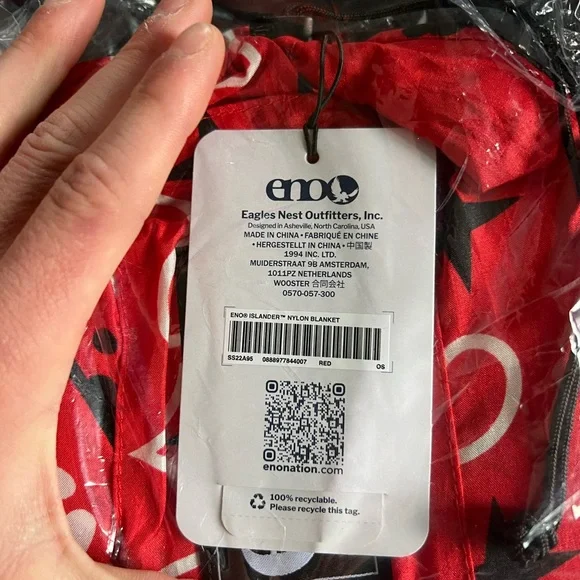 eno
Eagles Nest Outfitters, Inc.
Designed in Asheville, North Carolina, USA
MADE IN CHINA • FABRIQUÉ EN CHINE
• HERGESTELLT IN CHINA • 中国製
1994 INC. LTD.
MUIDERSTRAAT 9B AMSTERDAM,
1011PZ NETHERLANDS
WOOSTER 合同会社
0570-057-300
ENO® ISLANDER™ NYLON BLANKET
SS22A95 0888977844007 RED OS
enonation.com
100% recyclable.
Please recycle this tag.